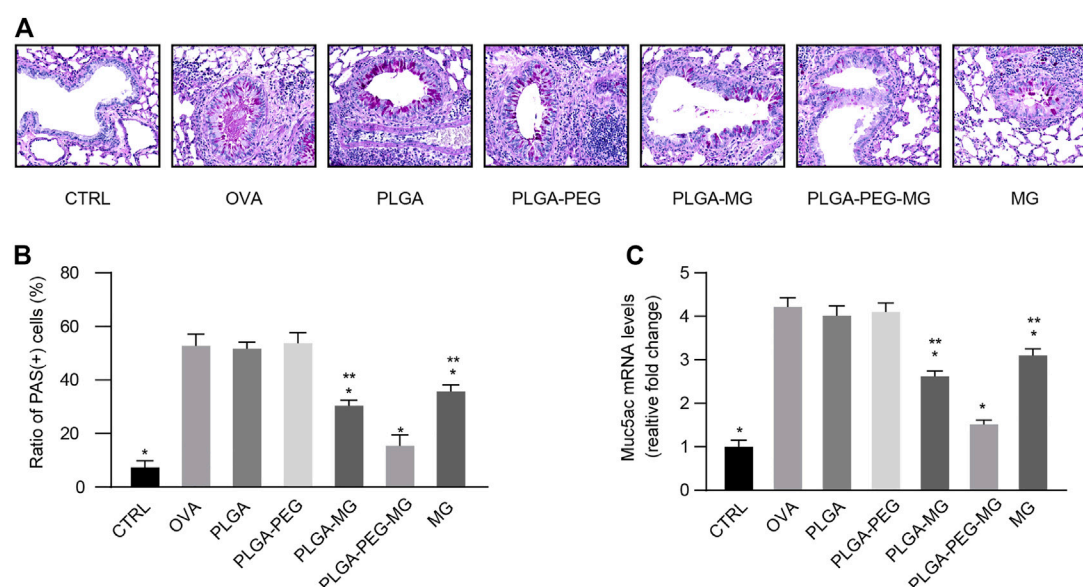 A
CTRL OVA PLGA PLGA-PEG PLGA-MG PLGA-PEG-MG MG
B
Ratio of PAS(+) cells (%)
80
60
40
20
0
*
**
*
*
**
*
CTRL OVA PLGA PLGA-PEG PLGA-MG PLGA-PEG-MG MG
C
Muc5ac mRNA levels
(realtive fold change)
5
4
3
2
1
0
*
**
*
*
**
*
CTRL OVA PLGA PLGA-PEG PLGA-MG PLGA-PEG-MG MG